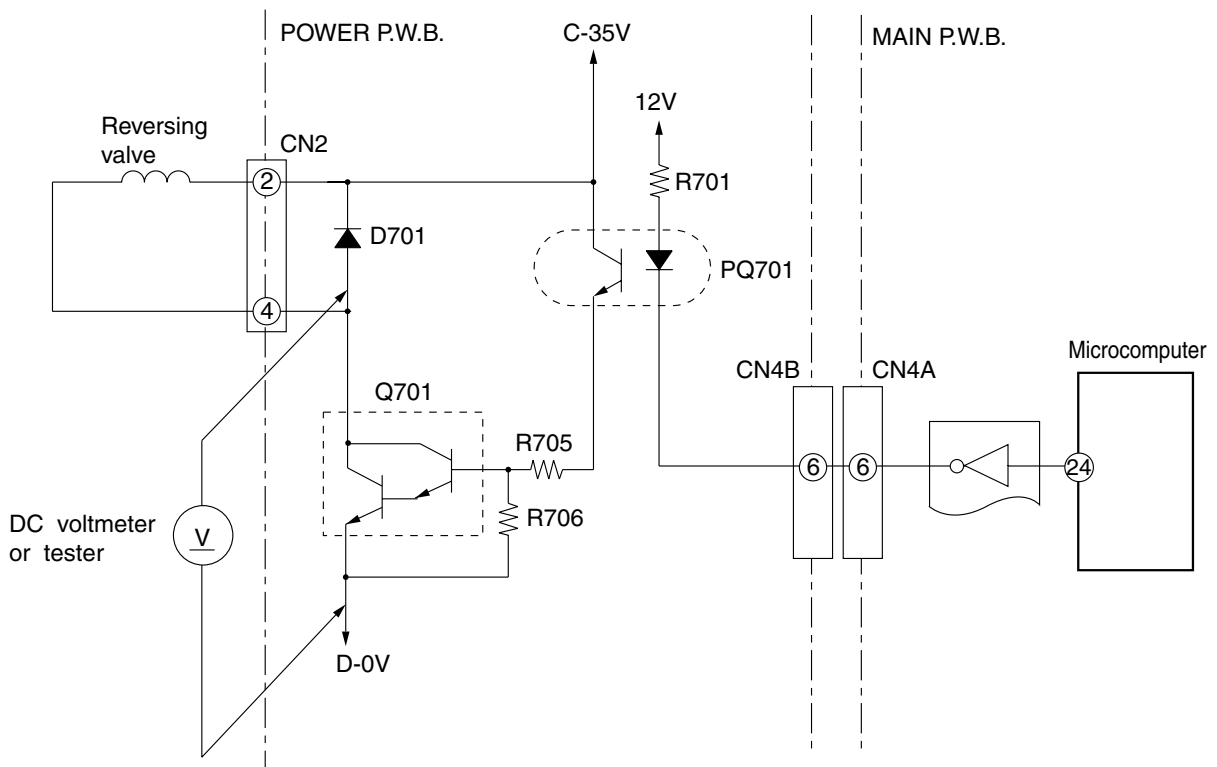 POWER P.W.B.
C-35V
MAIN P.W.B.
12V
Reversing
valve
CN2
R701
2
D701
PQ701
4
Microcomputer
CN4B
CN4A
Q701
R705
6
6
24
R706
DC voltmeter
or tester
V
D-0V